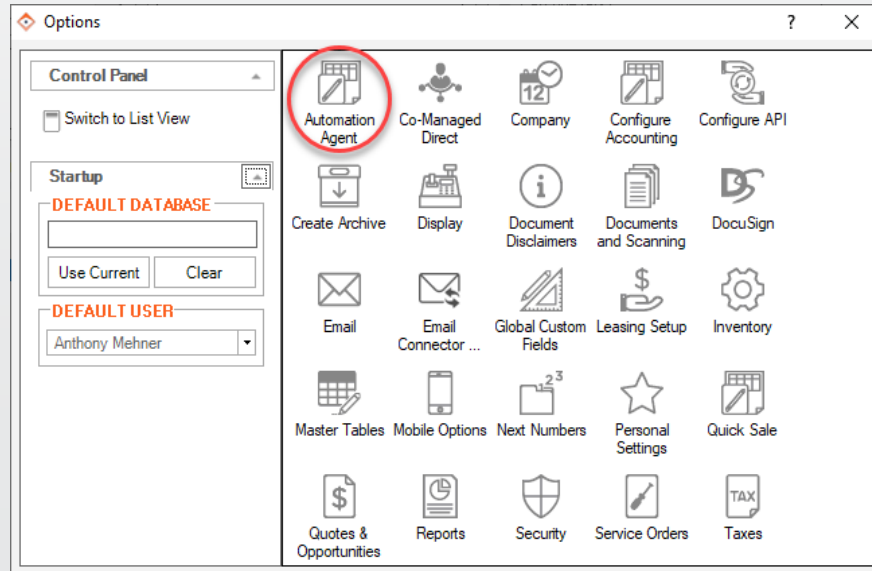 Options
?
Control Panel
Switch to List View
Startup
DEFAULT DATABASE
Use Current
Clear
DEFAULT USER
Anthony Mehner
Automation
Agent
Co-Managed
Direct
Company
12
Configure
Accounting
Configure API
Create Archive
Display
Document
Disclaimers
Documents
and Scanning
DocuSign
Email
Email
Connector ...
Global Custom
Fields
Leasing Setup
Inventory
Master Tables
Mobile Options
Next Numbers
123
Personal
Settings
Quick Sale
Quotes &
Opportunities
Reports
Security
Service Orders
TAX
Taxes